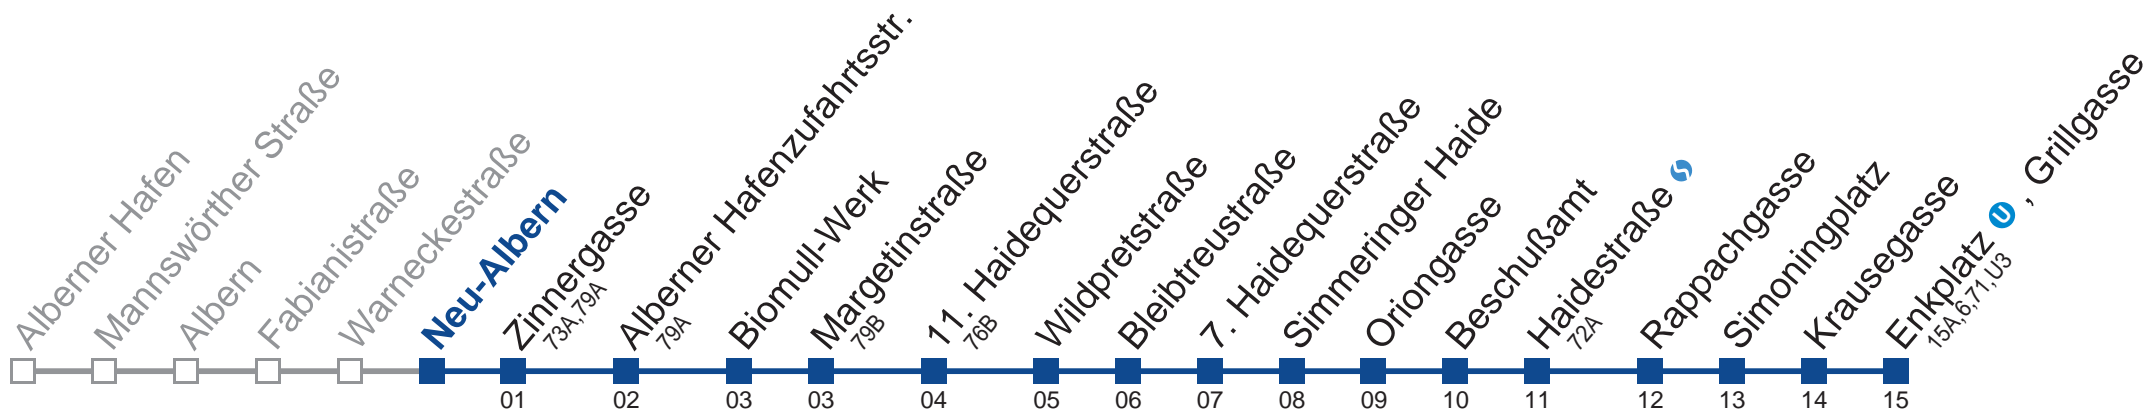 Alberner Hafen
Mannswörther Straße
Albern
Fabianistraße
Warneckestraße
Neu-Albern
Zinnergasse
73A,79A
Alberner Hafenzufahrtsstr.
79A
Biomull-Werk
Margetinstraße
79B
11. Haidequerstraße
76B
Wildpretstraße
Bleibtreustraße
7. Haidequerstraße
Simmeringer Haide
Oriongasse
Beschußamt
Haidestraße S
72A
Rappachgasse
Simoningplatz
Krausegasse
Enkplatz U , Grillgasse
15A,6,71,U3
01 02 03 03 04 05 06 07 08 09 10 11 12 13 14 15